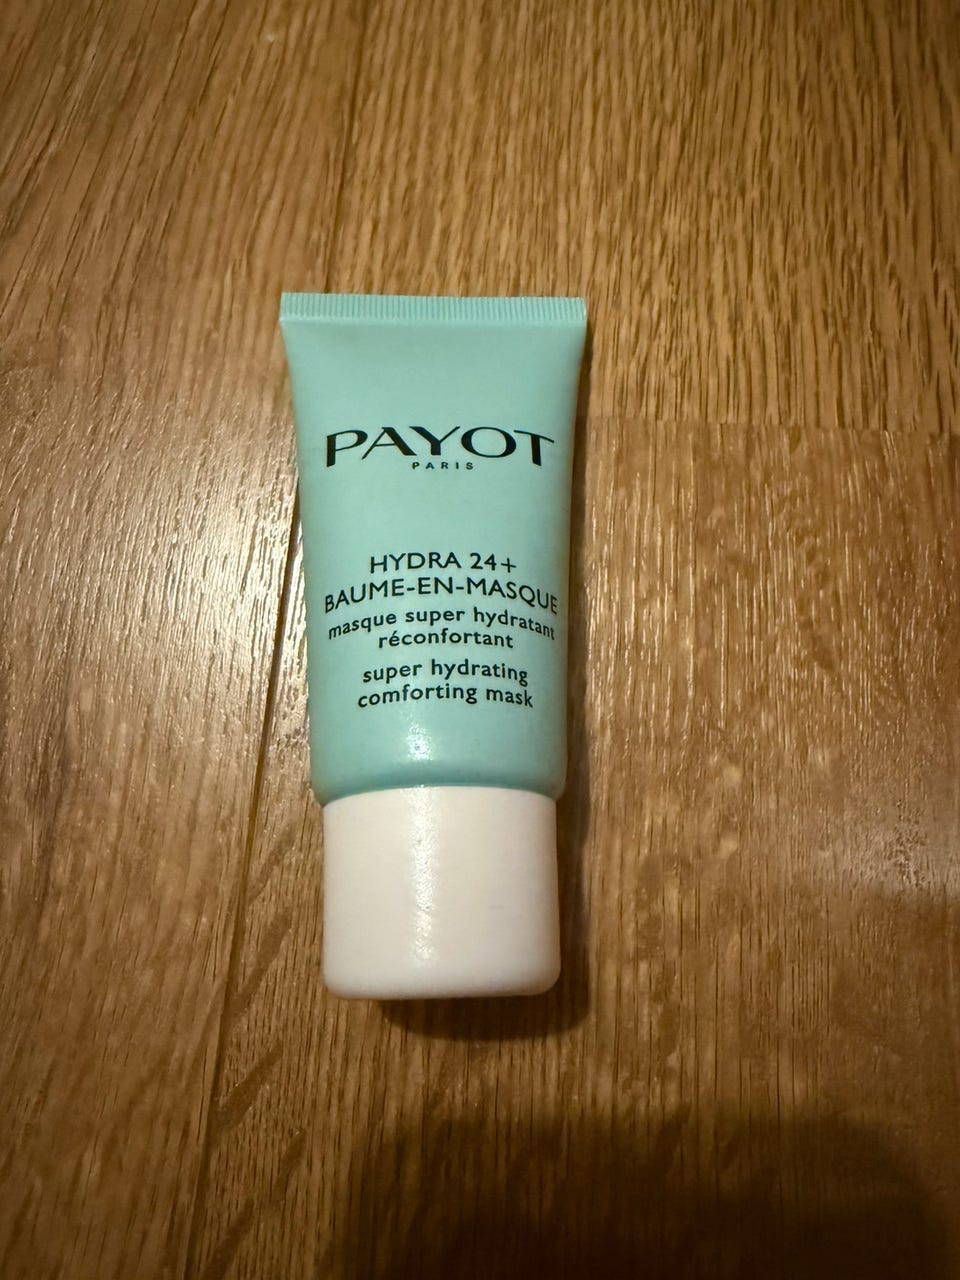 PAYOT
PARIS
HYDRA 24+
BAUME-EN-MASQUE
masque super hydratant
réconfortant
super hydrating
comforting mask